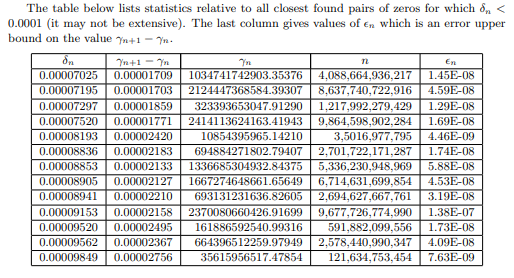 The table below lists statistics relative to all closest found pairs of zeros for which δₙ <
0.0001 (it may not be extensive). The last column gives values of ϵₙ which is an error upper
bound on the value γₙ₊₁ − γₙ.
δₙ γₙ₊₁ − γₙ γₙ n ϵₙ
0.00007025 0.00001709 1034741742903.35376 4,088,664,936,217 1.45E-08
0.00007195 0.00001703 2124447368584.39307 8,637,740,722,916 4.59E-08
0.00007297 0.00001859 323393653047.91290 1,217,992,279,429 1.29E-08
0.00007520 0.00001771 2414113624163.41943 9,864,598,902,284 1.69E-08
0.00008193 0.00002420 10854395965.14210 3,5016,977,795 4.46E-09
0.00008836 0.00002183 694884271802.79407 2,701,722,171,287 1.74E-08
0.00008853 0.00002133 1336685304932.84375 5,336,230,948,969 5.88E-08
0.00008905 0.00002127 1667274648661.65649 6,714,631,699,854 4.53E-08
0.00008941 0.00002210 693131231636.82605 2,694,627,667,761 3.19E-08
0.00009153 0.00002158 2370080660426.91699 9,677,726,774,990 1.38E-07
0.00009520 0.00002495 161886592540.99316 591,882,099,556 1.73E-08
0.00009562 0.00002367 664396512259.97949 2,578,440,990,347 4.09E-08
0.00009849 0.00002756 35615956517.47854 121,634,753,454 7.63E-09